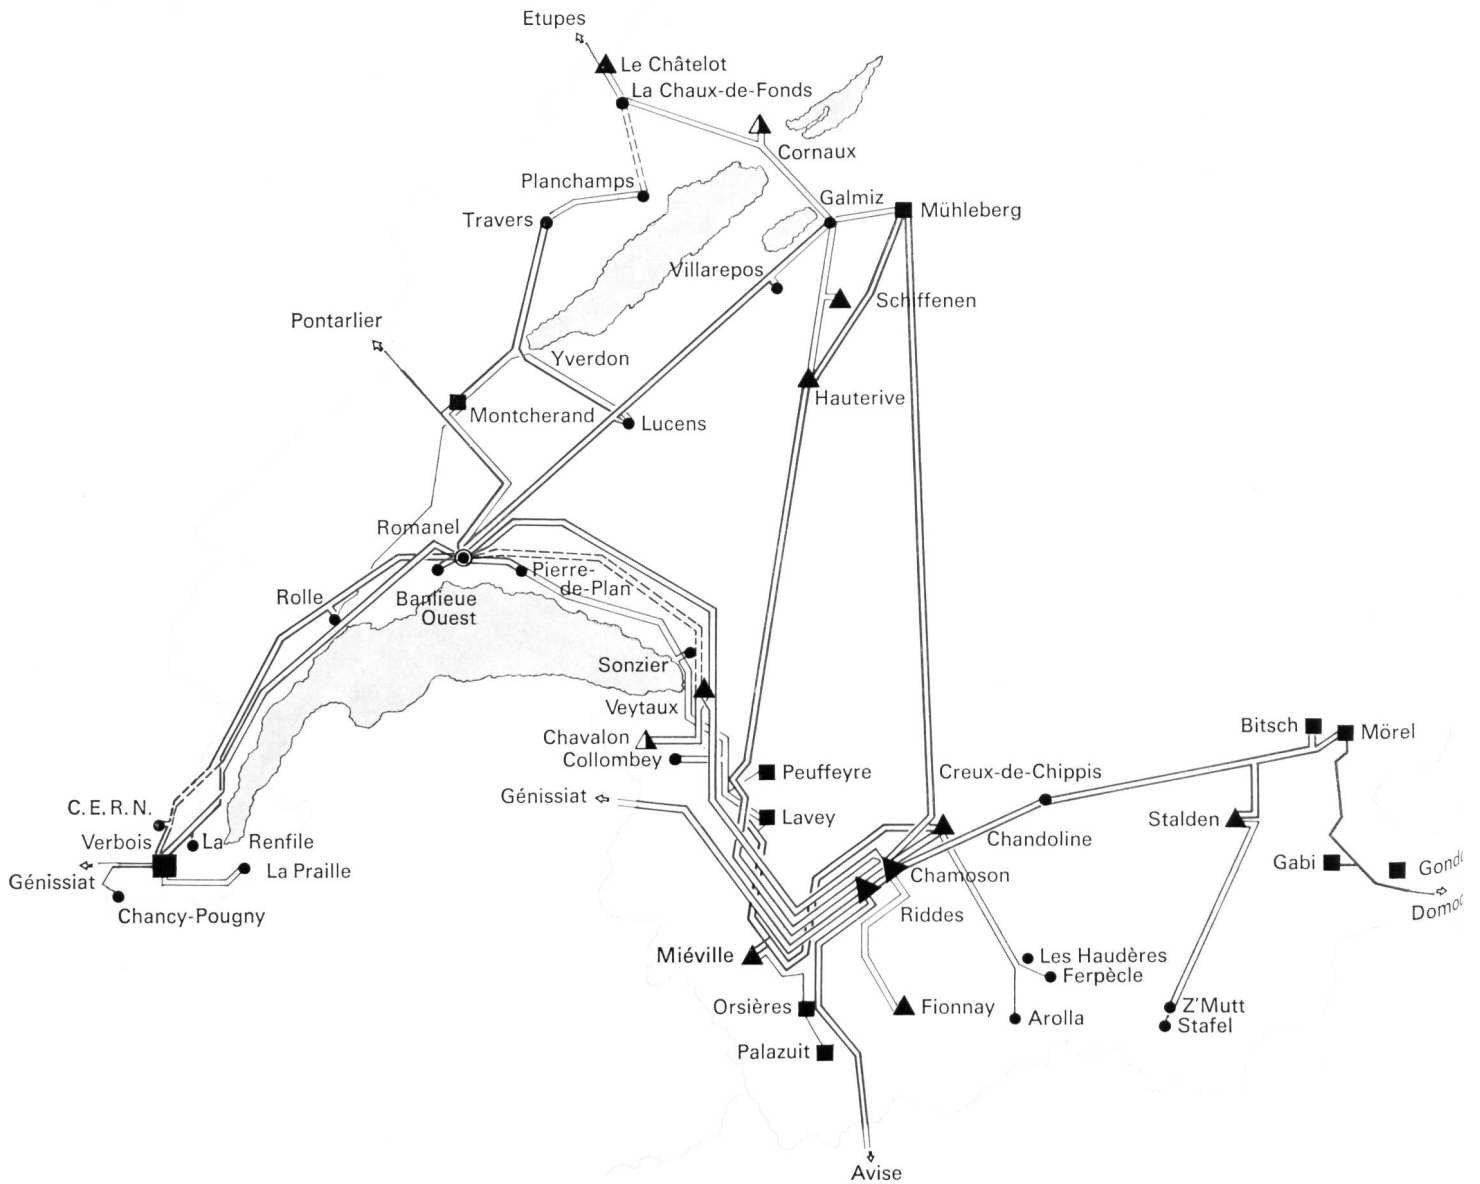 Etupes
Le Châtelot
La Chaux-de-Fonds
Cornaux
Planchamps
Galmiz
Mühleberg
Travers
Villarepos
Schiffenen
Pontarlier
Yverdon
Hauterive
Montcherand
Lucens
Romanel
Pierre-
de-Plan
Rolle
Banlieue
Ouest
Sonzier
Veytaux
Bitsch
Mörel
Chavalon
Collombey
Peuffeyre
Creux-de-Chippis
Génissiat
C.E.R.N.
Lavey
Stalden
Verbois
La Renfile
Chandoline
Génissiat
La Praille
Chamoson
Gabi
Chancy-Pougny
Riddes
Miéville
Les Haudères
Ferpècle
Orsières
Fionnay
Arolla
Z'Mutt
Stafel
Palazuit
Avise